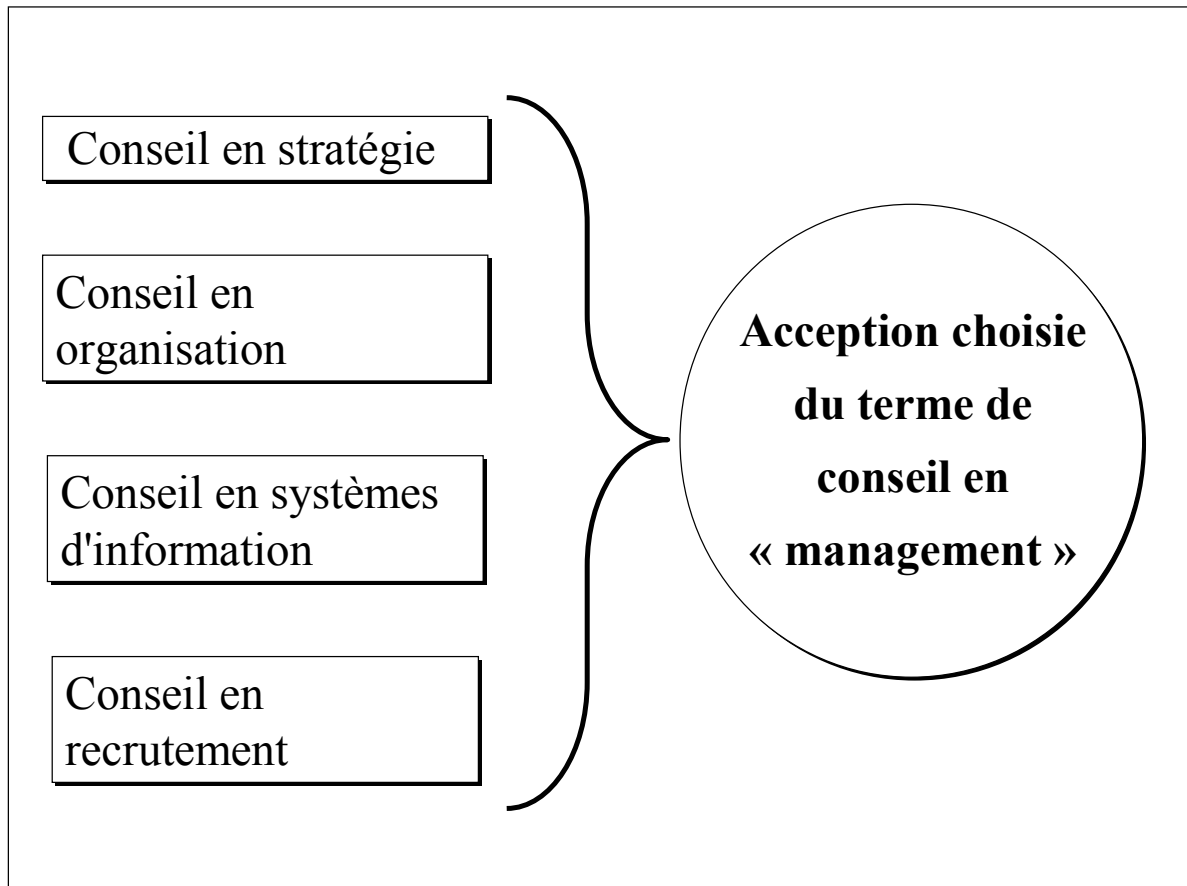 Conseil en stratégie
Conseil en
organisation
Conseil en systèmes
d'information
Conseil en
recrutement
Acception choisie
du terme de
conseil en
« management »